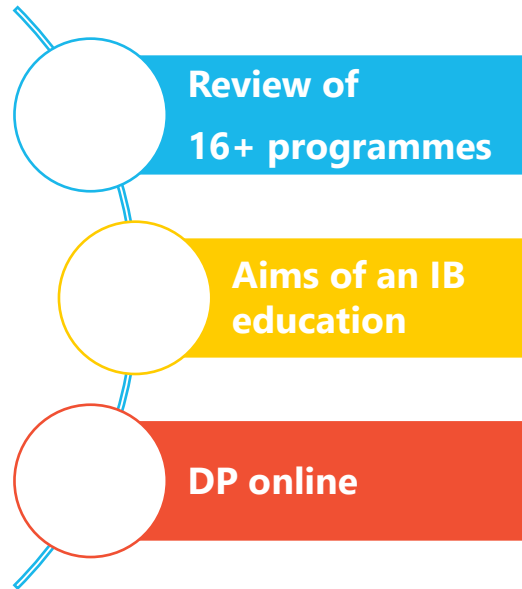 Review of
16+ programmes
Aims of an IB
education
DP online